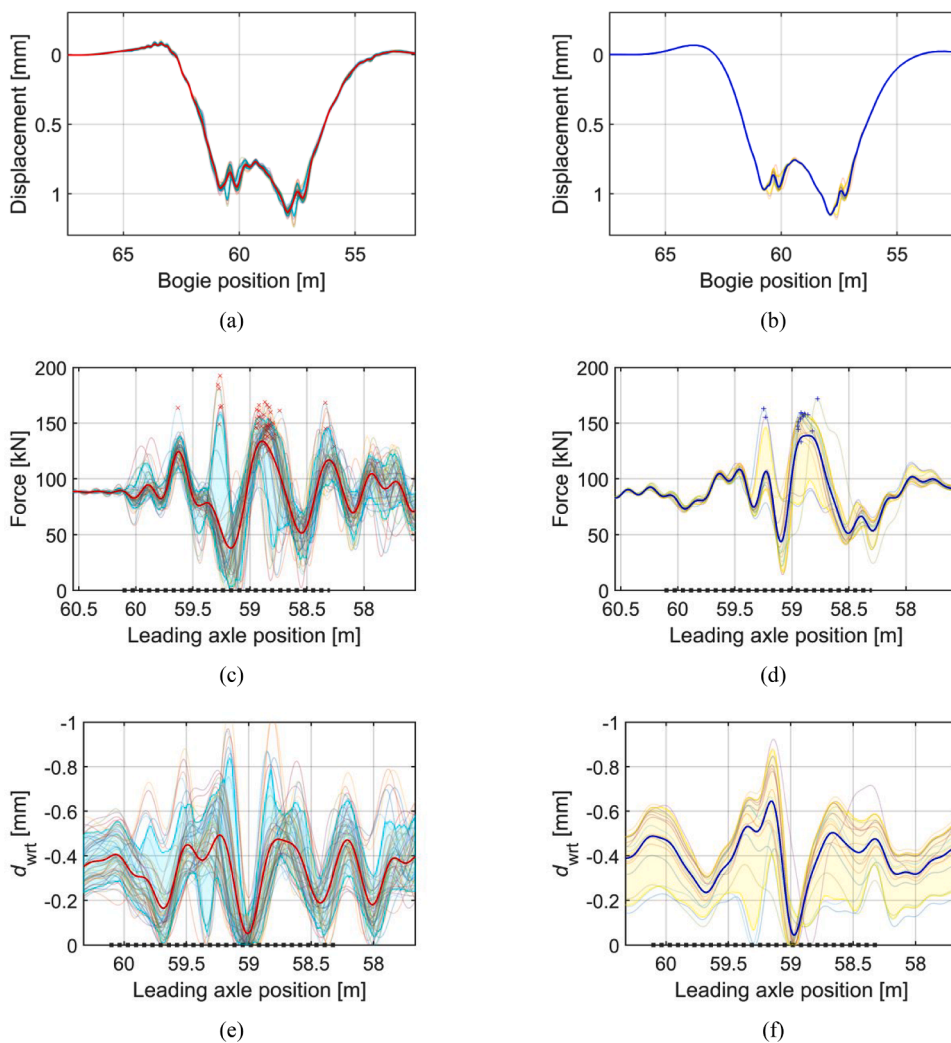 0
0.5
1
Displacement [mm]
65 60 55
Bogie position [m]
(a)
0
0.5
1
Displacement [mm]
65 60 55
Bogie position [m]
(b)
200
150
100
50
0
Force [kN]
60.5 60 59.5 59 58.5 58
Leading axle position [m]
(c)
200
150
100
50
0
Force [kN]
60.5 60 59.5 59 58.5 58
Leading axle position [m]
(d)
-1
-0.8
-0.6
-0.4
-0.2
0
d_wrt [mm]
60 59.5 59 58.5 58
Leading axle position [m]
(e)
-1
-0.8
-0.6
-0.4
-0.2
0
d_wrt [mm]
60 59.5 59 58.5 58
Leading axle position [m]
(f)